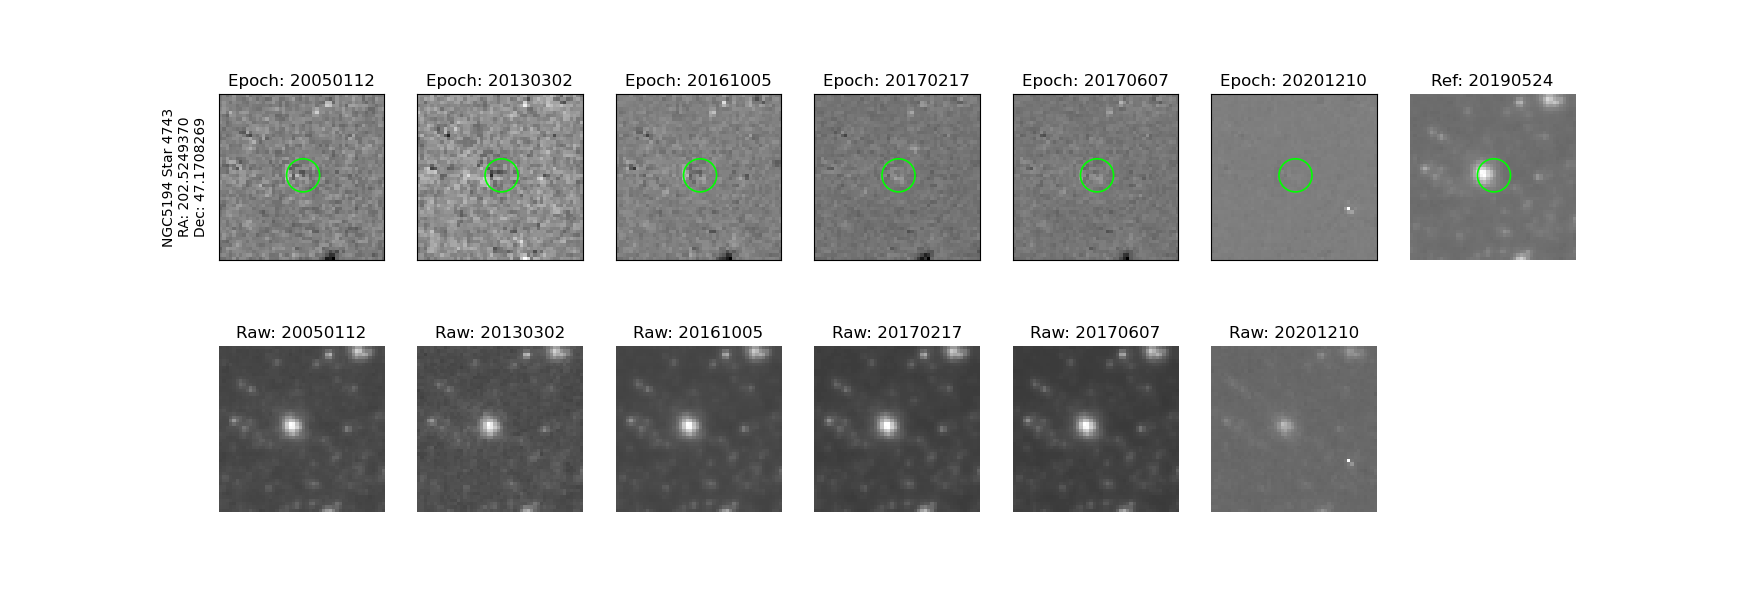 NGC5194 Star 4743
RA: 202.5249370
Dec: 47.1708269
Epoch: 20050112
Epoch: 20130302
Epoch: 20161005
Epoch: 20170217
Epoch: 20170607
Epoch: 20201210
Ref: 20190524
Raw: 20050112
Raw: 20130302
Raw: 20161005
Raw: 20170217
Raw: 20170607
Raw: 20201210